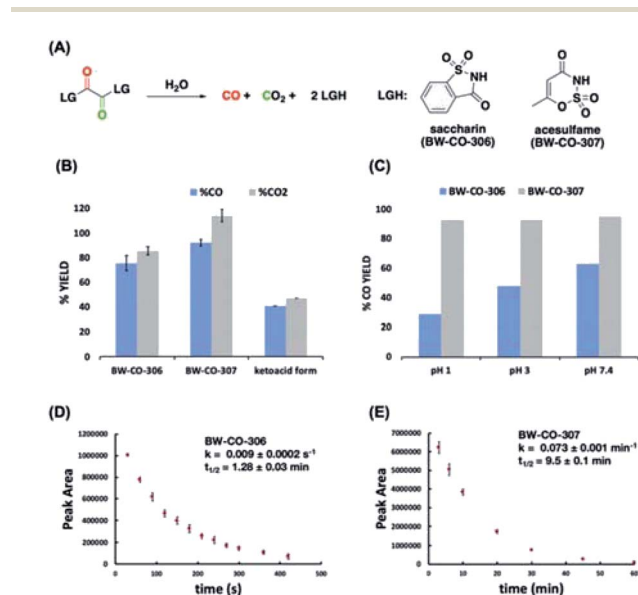 (A)
O
LG
LG
O
H₂O
CO + CO₂ + 2 LGH
LGH:
O O
S
NH
O
saccharin
(BW-CO-306)
O
NH
O S O
O
acesulfame
(BW-CO-307)
(B)
%CO %CO2
% YIELD
120
100
80
60
40
20
0
BW-CO-306 BW-CO-307 ketoacid form
(C)
BW-CO-306 BW-CO-307
% CO YIELD
100
80
60
40
20
0
pH 1 pH 3 pH 7.4
(D)
BW-CO-306
k = 0.009 ± 0.0002 s⁻¹
t1/2 = 1.28 ± 0.03 min
Peak Area
1200000
1000000
800000
600000
400000
200000
0
0 100 200 300 400 500
time (s)
(E)
BW-CO-307
k = 0.073 ± 0.001 min⁻¹
t1/2 = 9.5 ± 0.1 min
Peak Area
7000000
6000000
5000000
4000000
3000000
2000000
1000000
0
0 10 20 30 40 50 60
time (min)